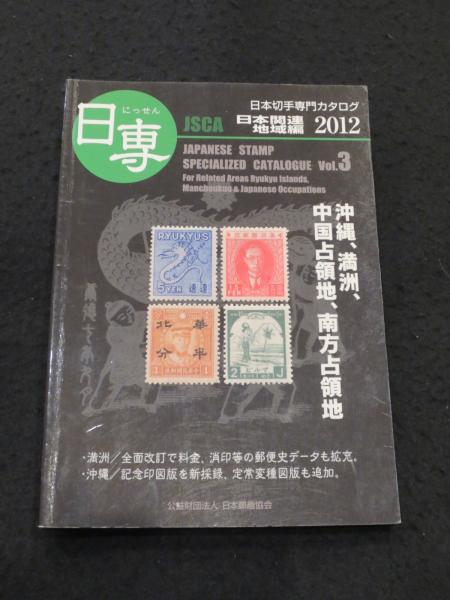 にっせん
日専
JSCA
日本切手専門カタログ
日本関連
地域編 2012
JAPANESE STAMP
SPECIALIZED CATALOGUE Vol.3
For Related Areas Ryukyu Islands,
Manchoukuo & Japanese Occupations
沖縄、満洲、
中国占領地、南方占領地
RYUKYUS
5 YEN
北華
分半
1 1
ビルマ
2
・満洲/全面改訂で料金、消印等の郵便史データも拡充。
・沖縄/記念印図版を新採録、定常変種図版も追加。
公益財団法人 日本郵趣協会